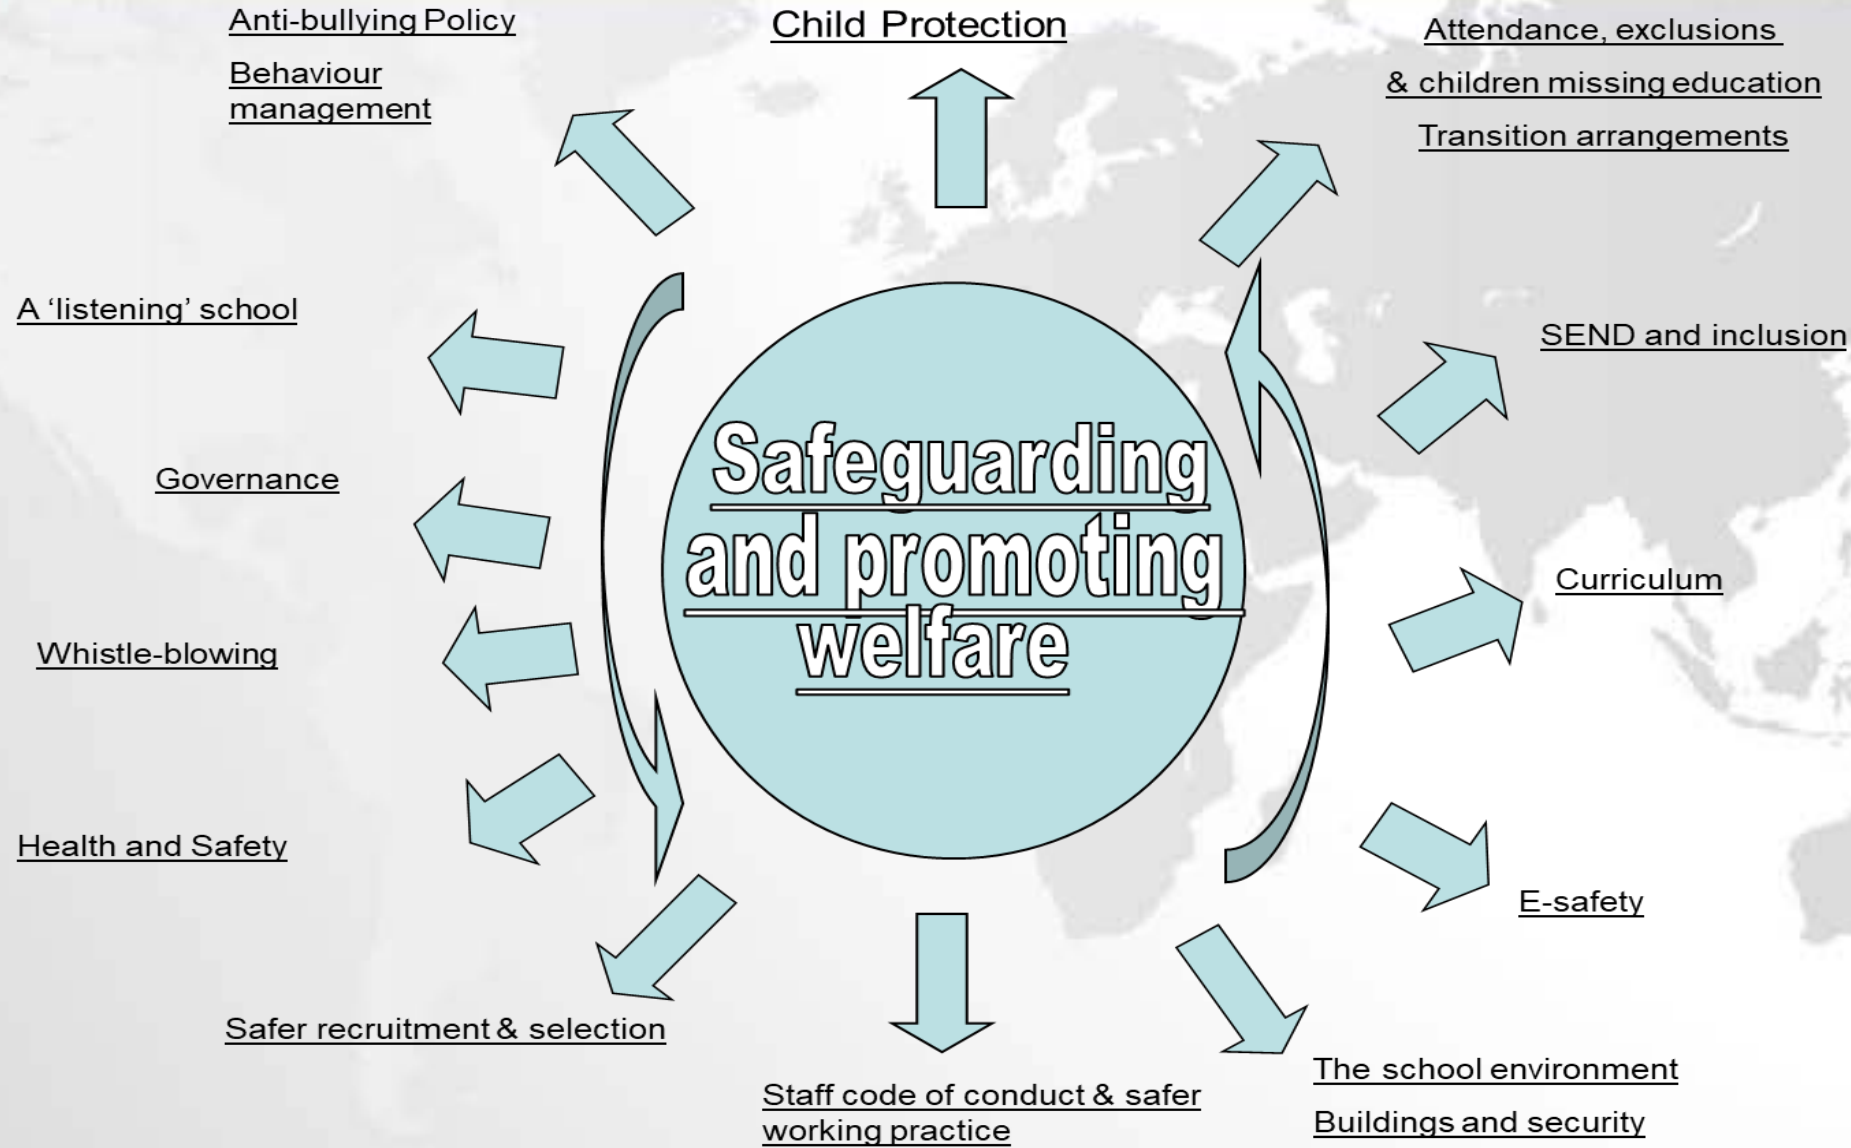 Anti-bullying Policy
Behaviour
management
Child Protection
Attendance, exclusions
& children missing education
Transition arrangements
A ‘listening’ school
SEND and inclusion
Governance
Safeguarding
and promoting
welfare
Curriculum
Whistle-blowing
Health and Safety
E-safety
Safer recruitment & selection
Staff code of conduct & safer
working practice
The school environment
Buildings and security